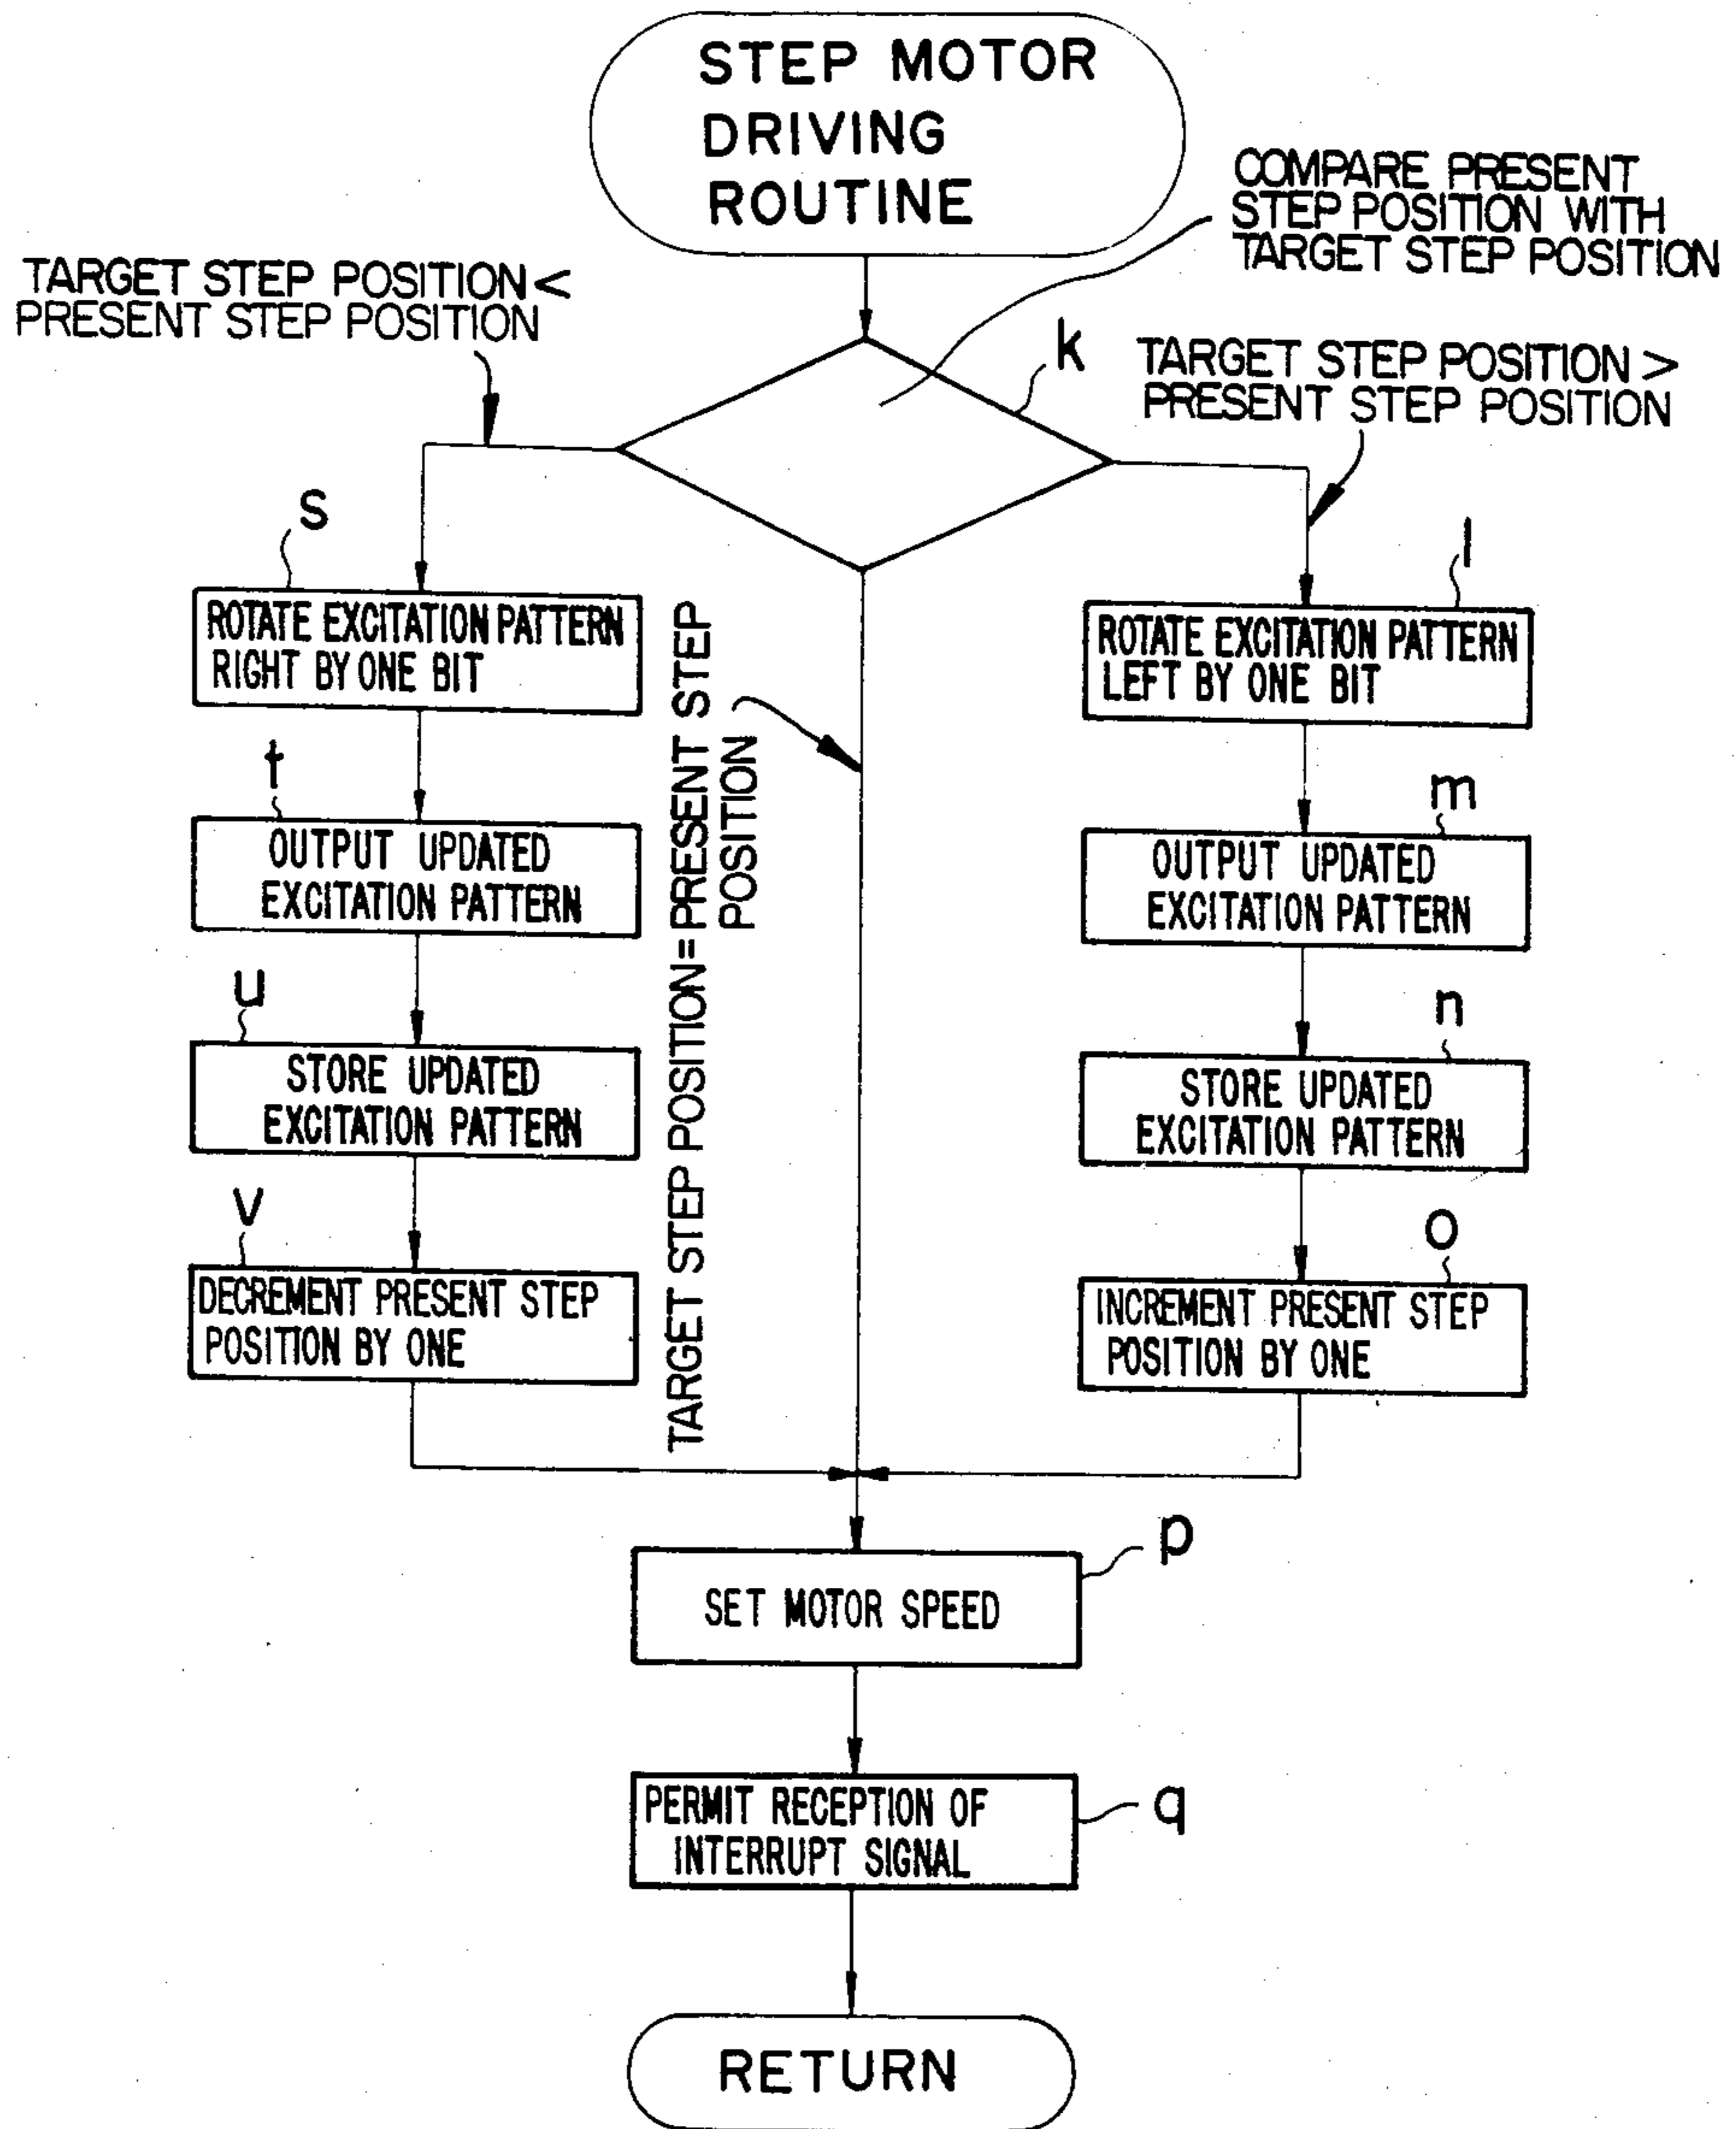 STEP MOTOR
DRIVING
ROUTINE
COMPARE PRESENT
STEP POSITION WITH
TARGET STEP POSITION
TARGET STEP POSITION <
PRESENT STEP POSITION
k
TARGET STEP POSITION >
PRESENT STEP POSITION
s
ROTATE EXCITATION PATTERN
RIGHT BY ONE BIT
TARGET STEP POSITION = PRESENT STEP
POSITION
l
ROTATE EXCITATION PATTERN
LEFT BY ONE BIT
t
OUTPUT UPDATED
EXCITATION PATTERN
m
OUTPUT UPDATED
EXCITATION PATTERN
u
STORE UPDATED
EXCITATION PATTERN
n
STORE UPDATED
EXCITATION PATTERN
v
DECREMENT PRESENT STEP
POSITION BY ONE
o
INCREMENT PRESENT STEP
POSITION BY ONE
p
SET MOTOR SPEED
q
PERMIT RECEPTION OF
INTERRUPT SIGNAL
RETURN